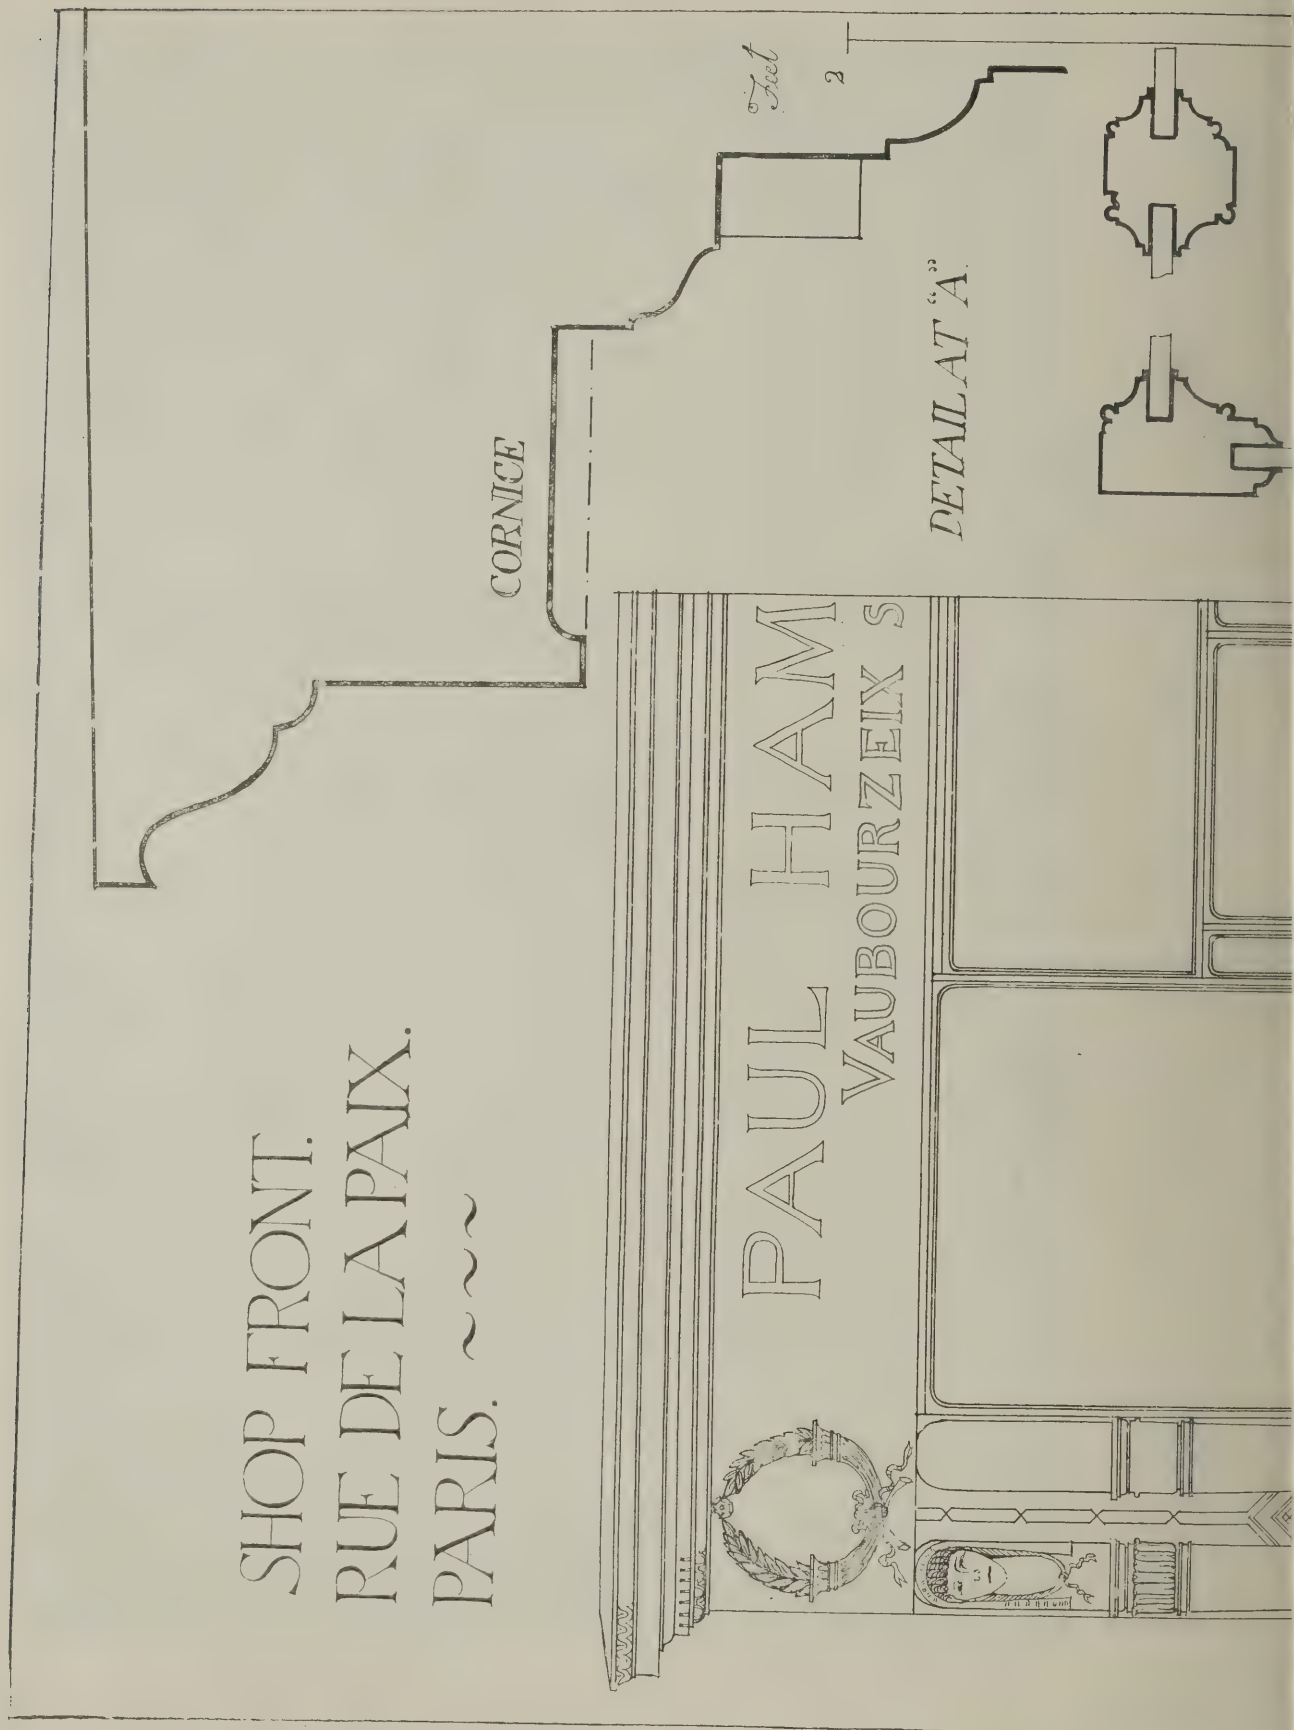 SHOP FRONT.
RUE DE LA PAIX.
PARIS. ~ ~ ~
CORNICE
Feet
2
DETAIL AT “A”.
PAUL HAM
VAUBOURZEIX S